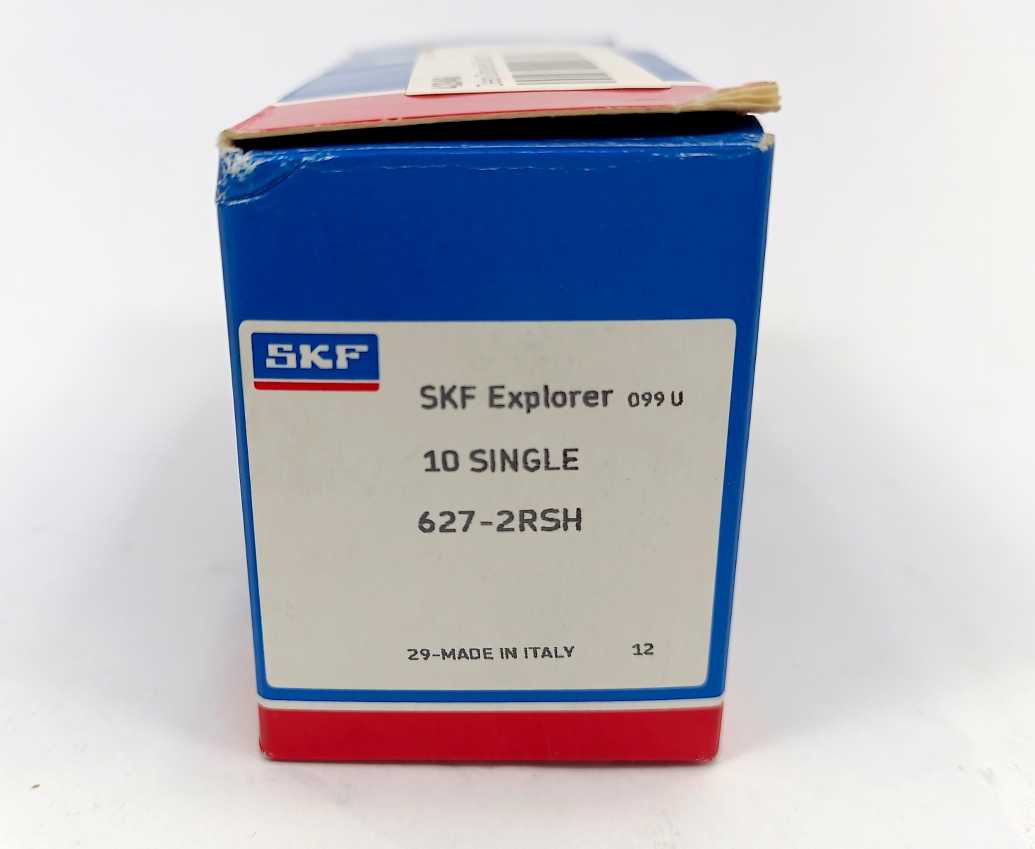 SKF
SKF Explorer 099 U
10 SINGLE
627-2RSH
29-MADE IN ITALY 12